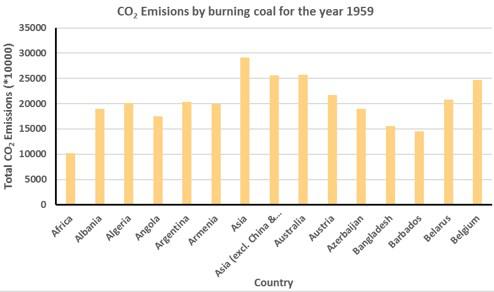 CO₂ Emisions by burning coal for the year 1959
Total CO₂ Emissions (*10000)
35000
30000
25000
20000
15000
10000
5000
0
Africa
Albania
Algeria
Angola
Argentina
Armenia
Asia
Asia (excl. China &...
Australia
Austria
Azerbaijan
Bangladesh
Barbados
Belarus
Belgium
Country